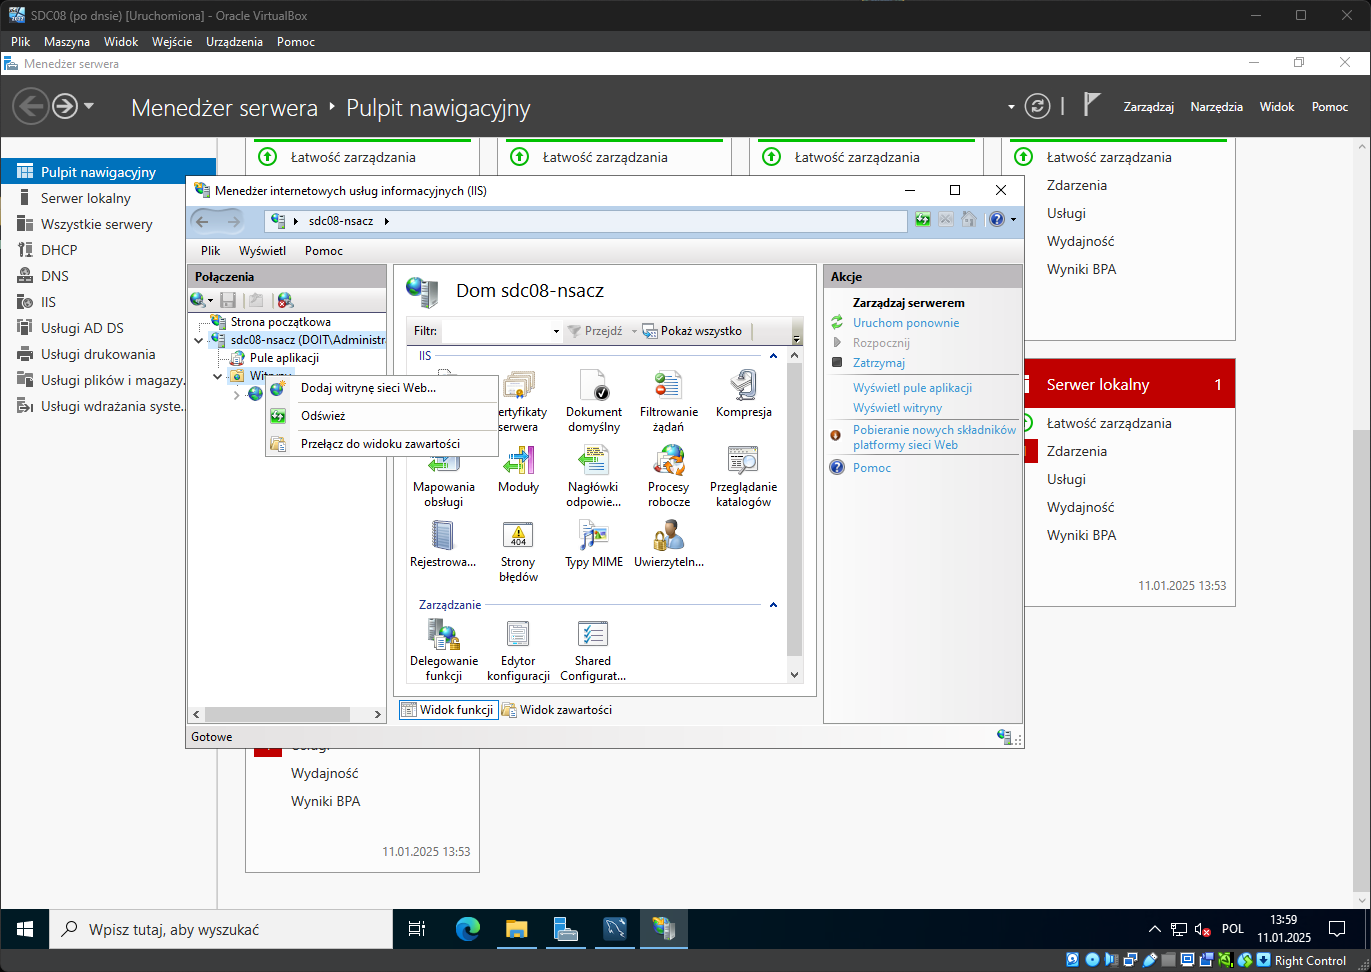 SDC08 (po dnsie) [Uruchomiona] - Oracle VirtualBox
Plik Maszyna Widok Wejście Urządzenia Pomoc
Menedżer serwera
Menedżer serwera ‣ Pulpit nawigacyjny
Zarządzaj Narzędzia Widok Pomoc
Pulpit nawigacyjny
Serwer lokalny
Wszystkie serwery
DHCP
DNS
IIS
Usługi AD DS
Usługi drukowania
Usługi plików i magazy...
Usługi wdrażania syste...
Łatwość zarządzania
Łatwość zarządzania
Łatwość zarządzania
Łatwość zarządzania
Zdarzenia
Usługi
Wydajność
Wyniki BPA
Menedżer internetowych usług informacyjnych (IIS)
sdc08-nsacz
Plik Wyświetl Pomoc
Połączenia
Strona początkowa
sdc08-nsacz (DOIT\Administr
Pule aplikacji
Witryny
Dodaj witrynę sieci Web...
Odśwież
Przełącz do widoku zawartości
Dom sdc08-nsacz
Filtr: Przejdź Pokaż wszystko
IIS
ertyfikaty serwera
Dokument domyślny
Filtrowanie żądań
Kompresja
Mapowania obsługi
Moduły
Nagłówki odpowie...
Procesy robocze
Przeglądanie katalogów
Rejestrowa...
404
Strony błędów
Typy MIME
Uwierzyteln...
Zarządzanie
Delegowanie funkcji
Edytor konfiguracji
Shared Configurat...
Widok funkcji Widok zawartości
Gotowe
Akcje
Zarządzaj serwerem
Uruchom ponownie
Rozpocznij
Zatrzymaj
Wyświetl pule aplikacji
Wyświetl witryny
Pobieranie nowych składników
platformy sieci Web
Pomoc
Serwer lokalny 1
Łatwość zarządzania
Zdarzenia
Usługi
Wydajność
Wyniki BPA
11.01.2025 13:53
Usługi
Wydajność
Wyniki BPA
11.01.2025 13:53
Wpisz tutaj, aby wyszukać
POL
13:59
11.01.2025
Right Control